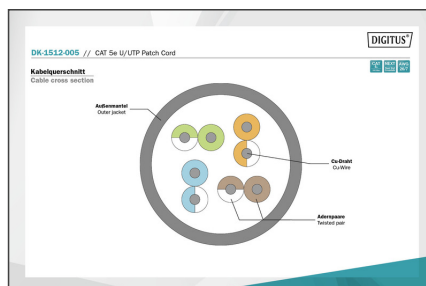 DIGITUS®
DK-1512-005 // CAT 5e U/UTP Patch Cord
Kabelquerschnitt
Cable cross section
Außenmantel
Outer jacket
Cu-Draht
Cu-Wire
Adernpaare
Twisted pair